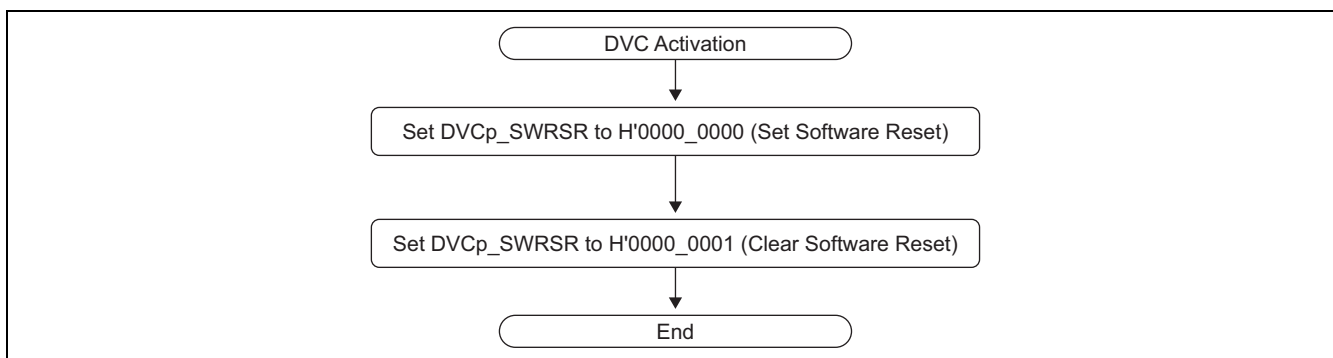 DVC Activation
Set DVCp_SWRSR to H'0000_0000 (Set Software Reset)
Set DVCp_SWRSR to H'0000_0001 (Clear Software Reset)
End